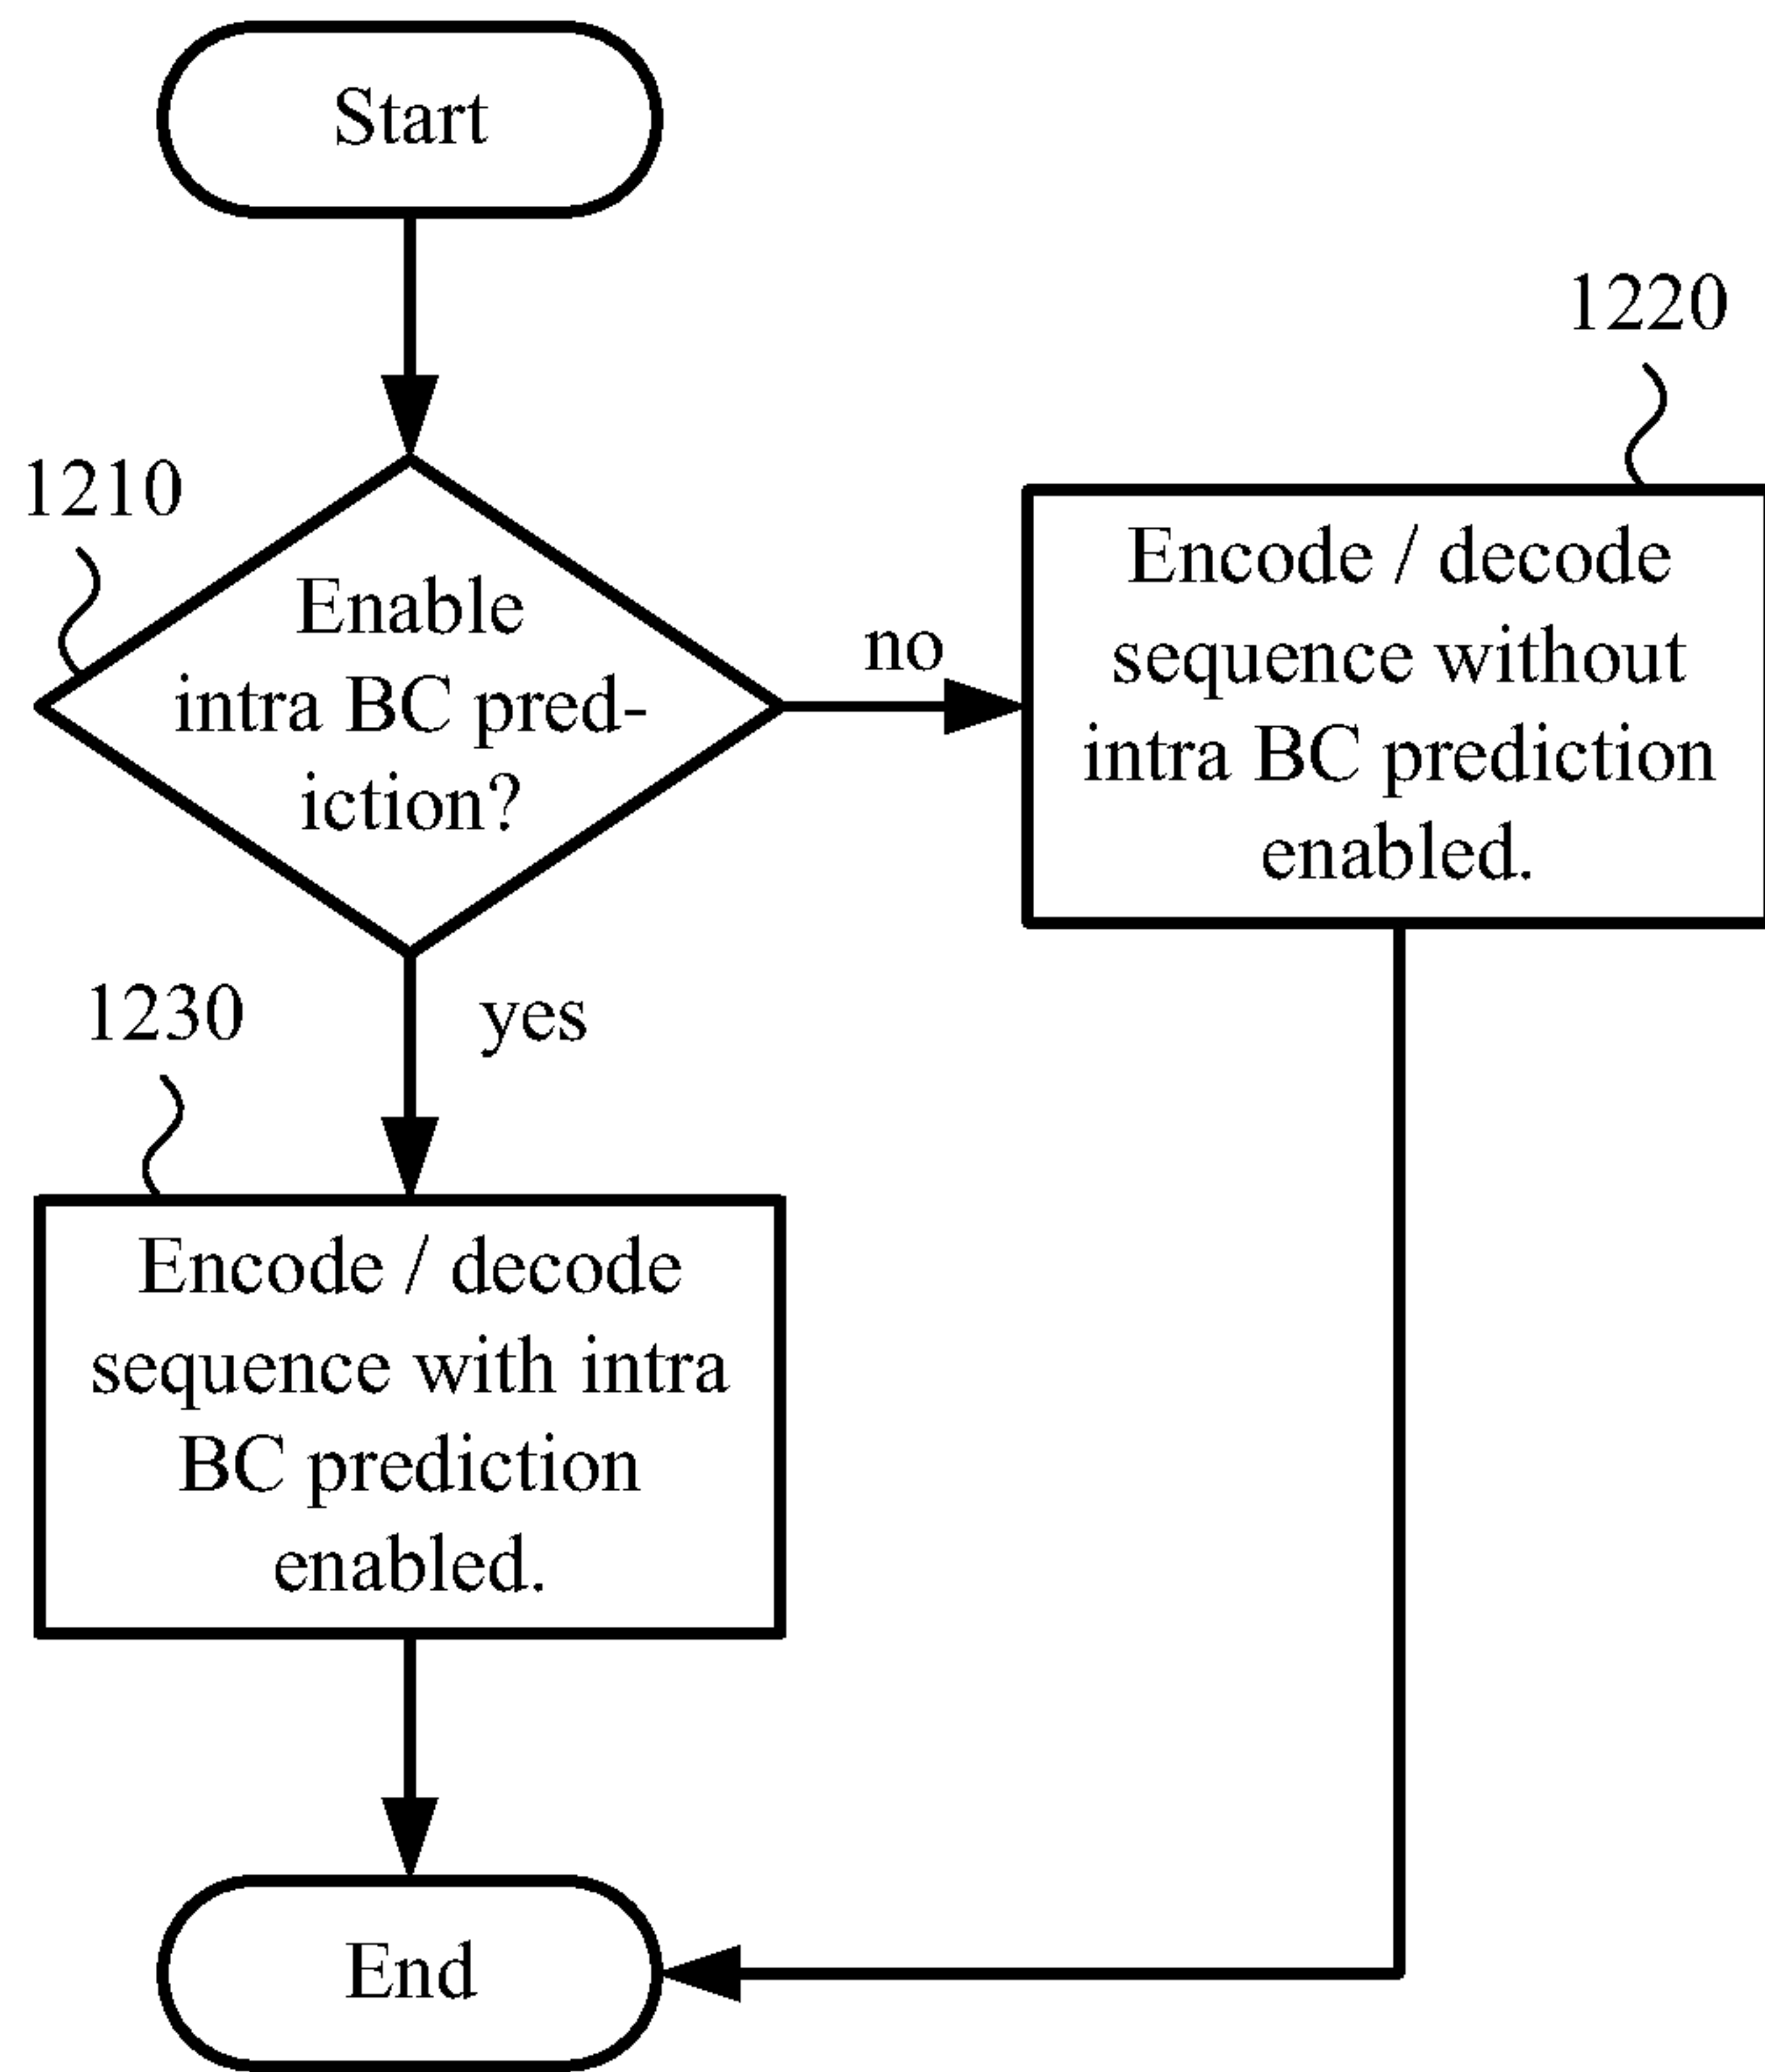 Start
1210
Enable
intra BC pred-
iction?
no
1220
Encode / decode
sequence without
intra BC prediction
enabled.
yes
1230
Encode / decode
sequence with intra
BC prediction
enabled.
End